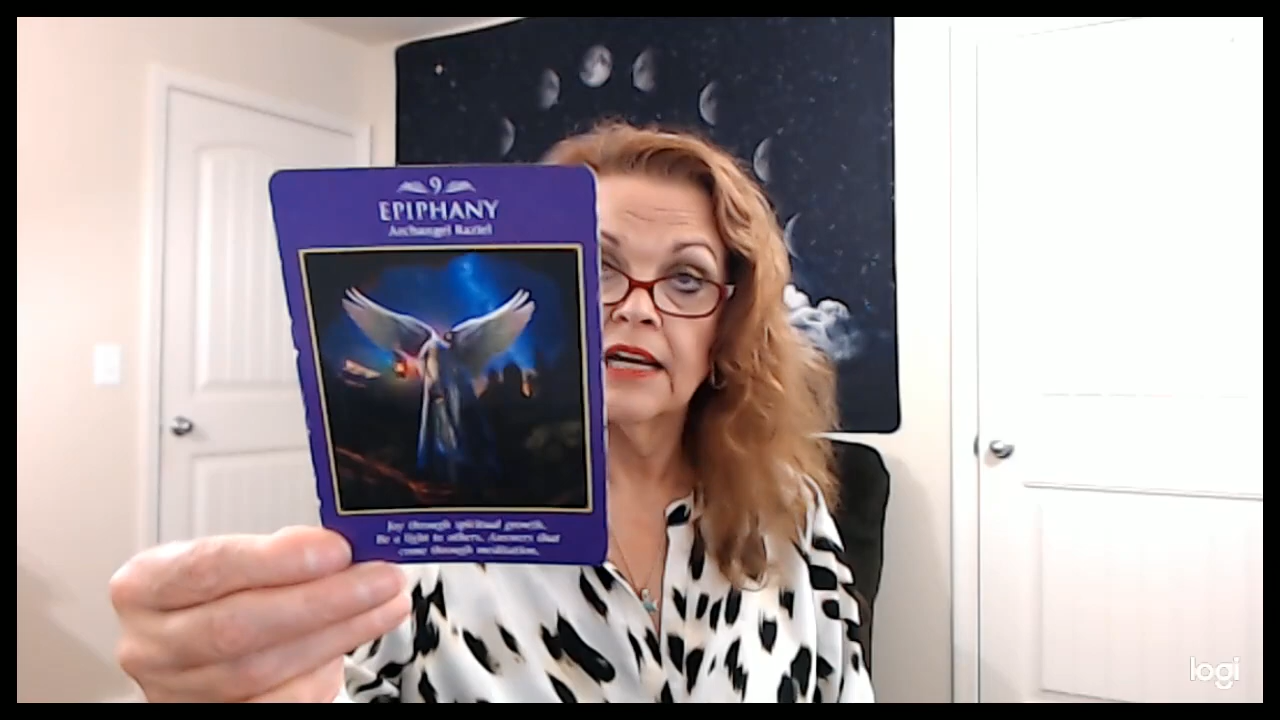 9
EPIPHANY
Archangel Raziel
Joy through spiritual growth.
Be a light to others. Answers that
come through meditation.
logi